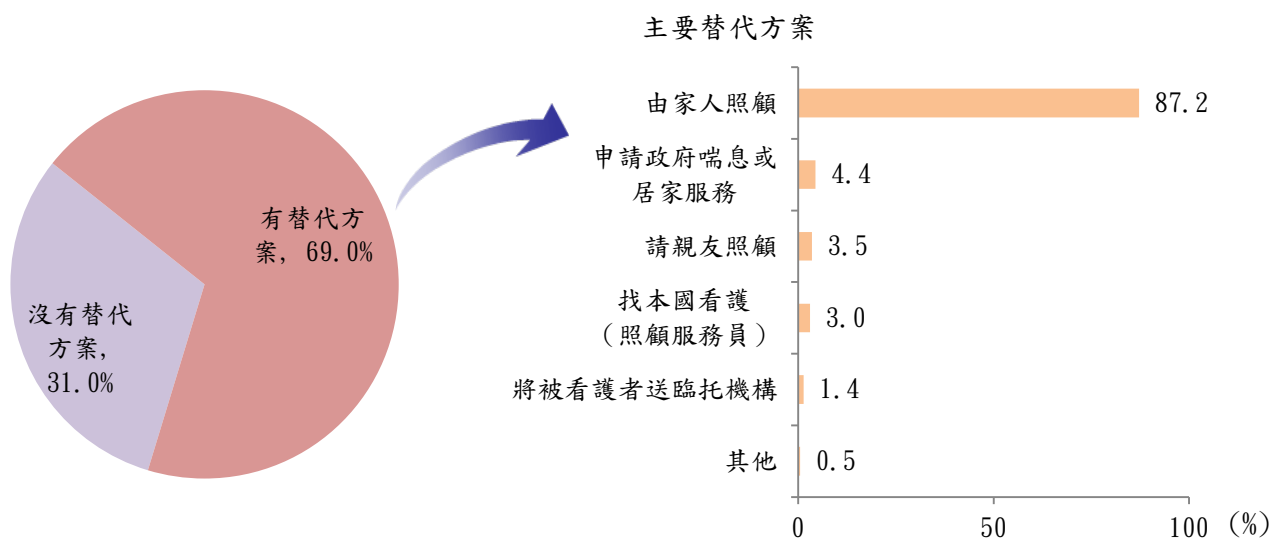 主要替代方案
有替代方
案, 69.0%
沒有替代
方案,
31.0%
由家人照顧
87.2
申請政府喘息或
居家服務
4.4
請親友照顧
3.5
找本國看護
(照顧服務員)
3.0
將被看護者送臨托機構
1.4
其他
0.5
0
50
100
(%)